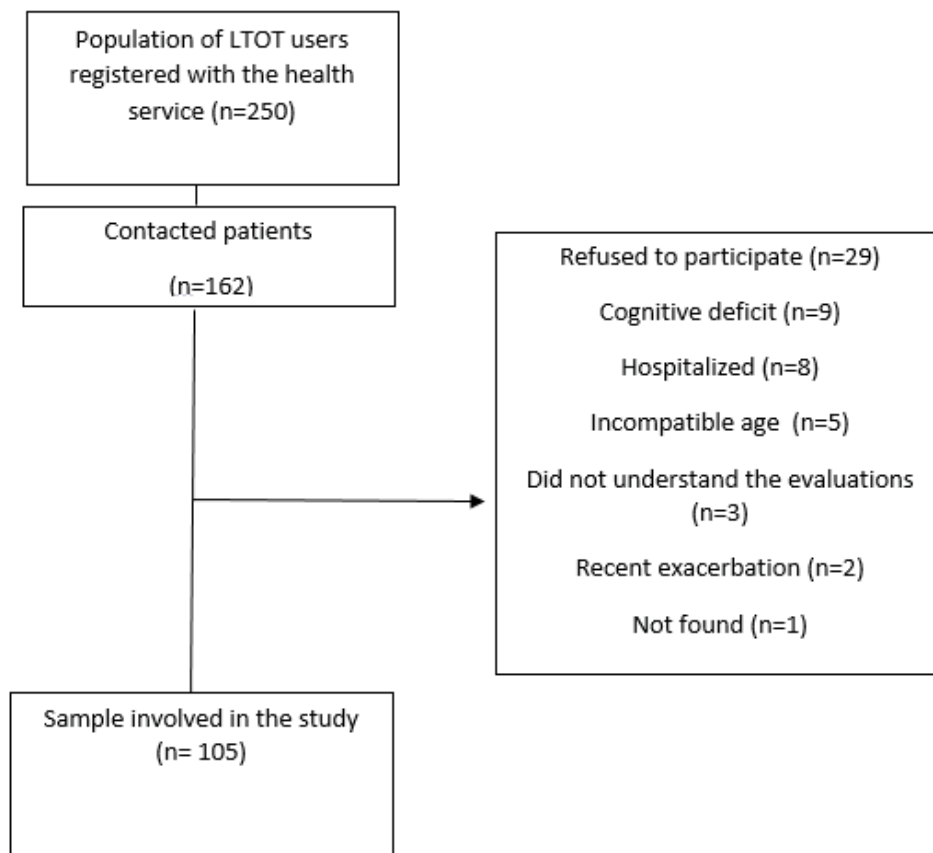 Population of LTOT users
registered with the health
service (n=250)
Contacted patients
(n=162)
Refused to participate (n=29)
Cognitive deficit (n=9)
Hospitalized (n=8)
Incompatible age (n=5)
Did not understand the evaluations
(n=3)
Recent exacerbation (n=2)
Not found (n=1)
Sample involved in the study
(n= 105)